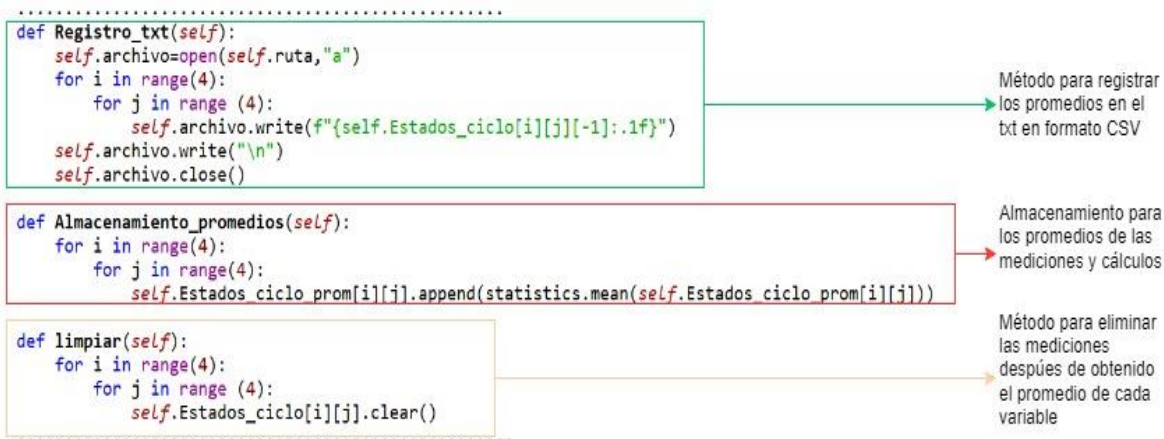 def Registro_txt(self):
    self.archivo=open(self.ruta,"a")
    for i in range(4):
        for j in range (4):
            self.archivo.write(f"{self.Estados_ciclo[i][j][-1]:.1f}")
    self.archivo.write("\n")
    self.archivo.close()
Método para registrar
los promedios en el
txt en formato CSV
def Almacenamiento_promedios(self):
    for i in range(4):
        for j in range(4):
            self.Estados_ciclo_prom[i][j].append(statistics.mean(self.Estados_ciclo_prom[i][j]))
Almacenamiento para
los promedios de las
mediciones y cálculos
def limpiar(self):
    for i in range(4):
        for j in range (4):
            self.Estados_ciclo[i][j].clear()
Método para eliminar
las mediciones
despúes de obtenido
el promedio de cada
variable